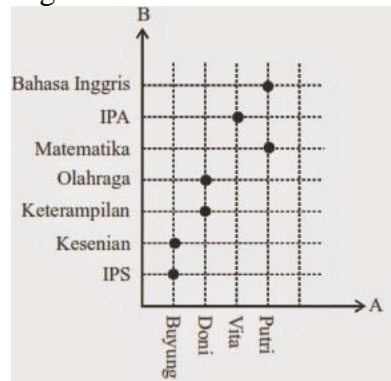 B
Bahasa Inggris
IPA
Matematika
Olahraga
Keterampilan
Kesenian
IPS
A
Buyung
Doni
Vita
Putri